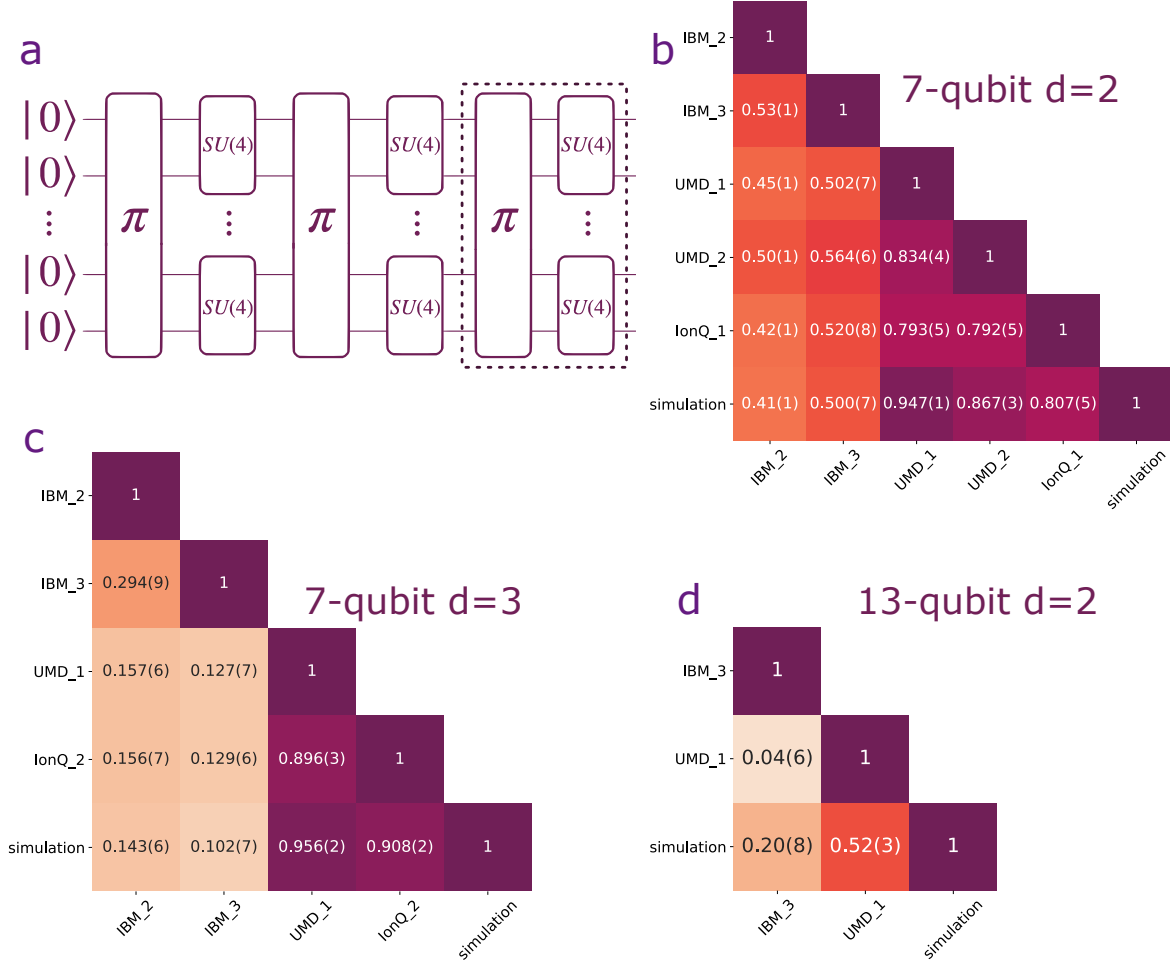 a
|0⟩
|0⟩
⋮
|0⟩
|0⟩
π
SU(4)
⋮
SU(4)
π
SU(4)
⋮
SU(4)
π
SU(4)
⋮
SU(4)
b
7-qubit d=2
IBM_2 1
IBM_3 0.53(1) 1
UMD_1 0.45(1) 0.502(7) 1
UMD_2 0.50(1) 0.564(6) 0.834(4) 1
IonQ_1 0.42(1) 0.520(8) 0.793(5) 0.792(5) 1
simulation 0.41(1) 0.500(7) 0.947(1) 0.867(3) 0.807(5) 1
IBM_2 IBM_3 UMD_1 UMD_2 IonQ_1 simulation
c
7-qubit d=3
IBM_2 1
IBM_3 0.294(9) 1
UMD_1 0.157(6) 0.127(7) 1
IonQ_2 0.156(7) 0.129(6) 0.896(3) 1
simulation 0.143(6) 0.102(7) 0.956(2) 0.908(2) 1
IBM_2 IBM_3 UMD_1 IonQ_2 simulation
d
13-qubit d=2
IBM_3 1
UMD_1 0.04(6) 1
simulation 0.20(8) 0.52(3) 1
IBM_3 UMD_1 simulation